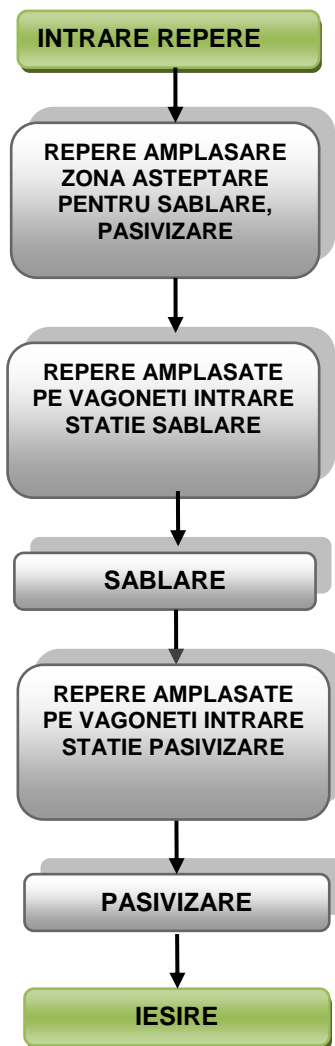 INTRARE REPERE
REPERE AMPLASARE
ZONA ASTEPTARE
PENTRU SABLARE,
PASIVIZARE
REPERE AMPLASATE
PE VAGONETI INTRARE
STATIE SABLARE
SABLARE
REPERE AMPLASATE
PE VAGONETI INTRARE
STATIE PASIVIZARE
PASIVIZARE
IESIRE